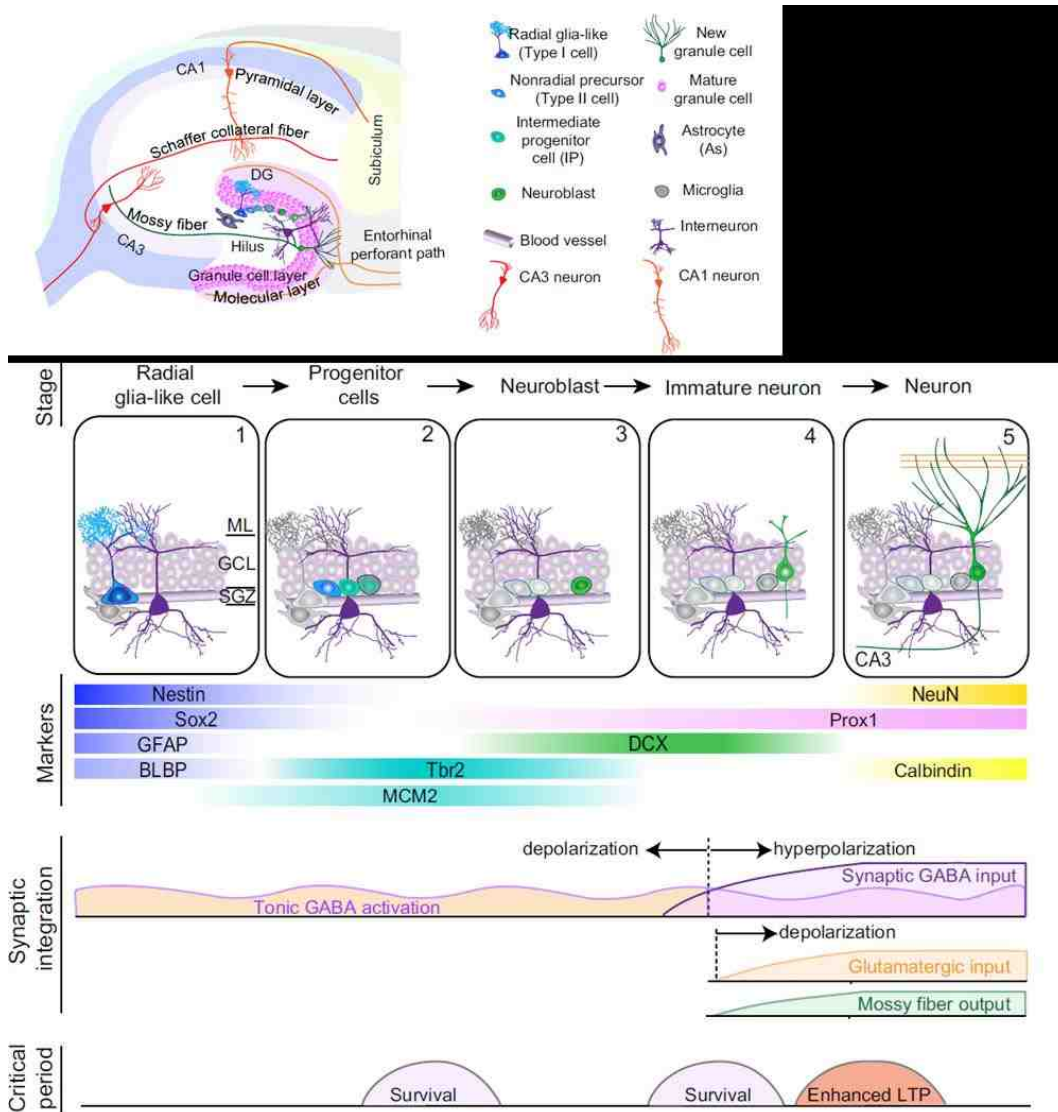 CA1
Pyramidal layer
Schaffer collateral fiber
Subiculum
DG
Mossy fiber
CA3
Hilus
Entorhinal
perforant path
Granule cell layer
Molecular layer
Radial glia-like
(Type I cell)
New
granule cell
Nonradial precursor
(Type II cell)
Mature
granule cell
Intermediate
progenitor
cell (IP)
Astrocyte
(As)
Neuroblast
Microglia
Blood vessel
Interneuron
CA3 neuron
CA1 neuron
Stage
Radial
glia-like cell
Progenitor
cells
Neuroblast
Immature neuron
Neuron
1
2
3
4
5
ML
GCL
SGZ
CA3
Markers
Nestin
NeuN
Sox2
Prox1
GFAP
DCX
BLBP
Tbr2
Calbindin
MCM2
Synaptic
integration
depolarization
hyperpolarization
Synaptic GABA input
Tonic GABA activation
depolarization
Glutamatergic input
Mossy fiber output
Critical
period
Survival
Survival
Enhanced LTP